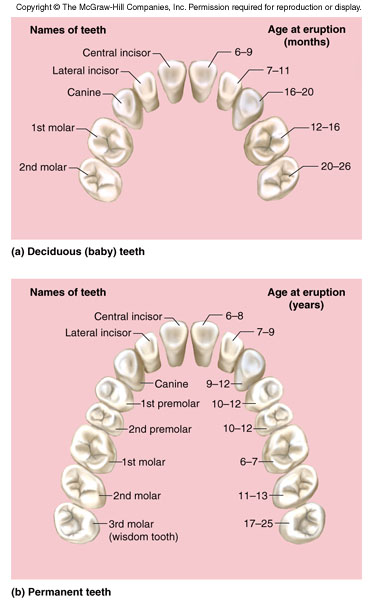 Copyright © The McGraw-Hill Companies, Inc. Permission required for reproduction or display.
Names of teeth
Age at eruption
(months)
Central incisor
6–9
Lateral incisor
7–11
Canine
16–20
1st molar
12–16
2nd molar
20–26
(a) Deciduous (baby) teeth
Names of teeth
Age at eruption
(years)
Central incisor
6–8
Lateral incisor
7–9
Canine
9–12
1st premolar
10–12
2nd premolar
10–12
1st molar
6–7
2nd molar
11–13
3rd molar
(wisdom tooth)
17–25
(b) Permanent teeth